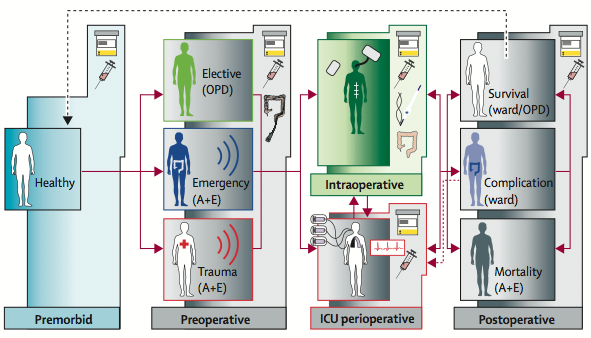 Healthy
Premorbid
Elective
(OPD)
Emergency
(A+E)
Trauma
(A+E)
Preoperative
Intraoperative
ICU perioperative
Survival
(ward/OPD)
Complication
(ward)
Mortality
(A+E)
Postoperative